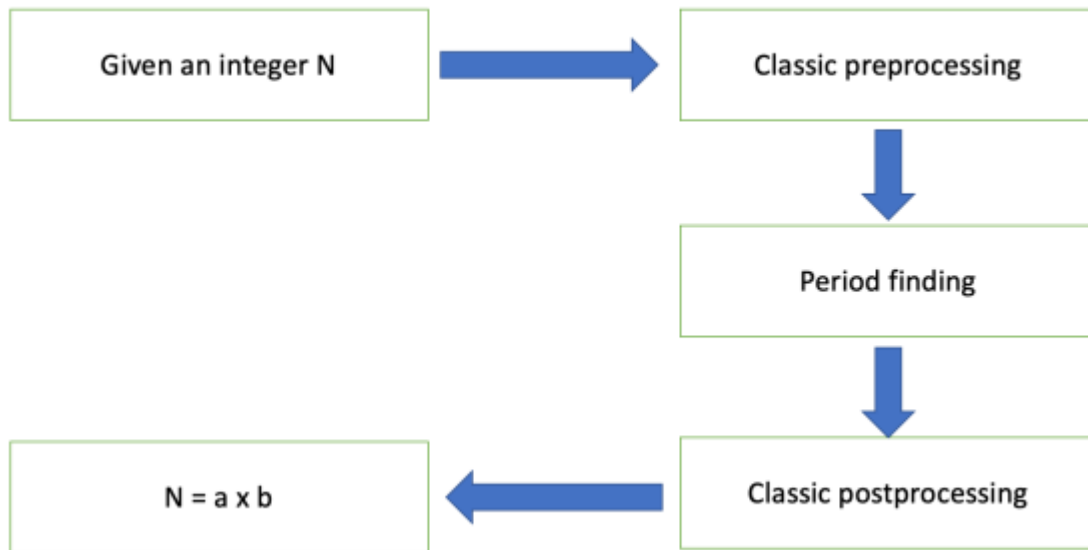 Given an integer N
Classic preprocessing
Period finding
Classic postprocessing
N = a x b